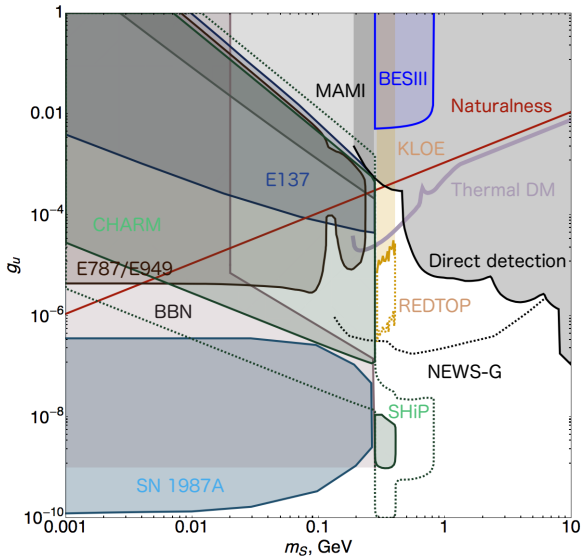 1
0.01
10⁻⁴
10⁻⁶
10⁻⁸
10⁻¹⁰
g_u
MAMI
BESIII
Naturalness
KLOE
E137
Thermal DM
CHARM
Direct detection
E787/E949
REDTOP
BBN
NEWS-G
SHiP
SN 1987A
0.001
0.01
0.1
1
10
m_S, GeV